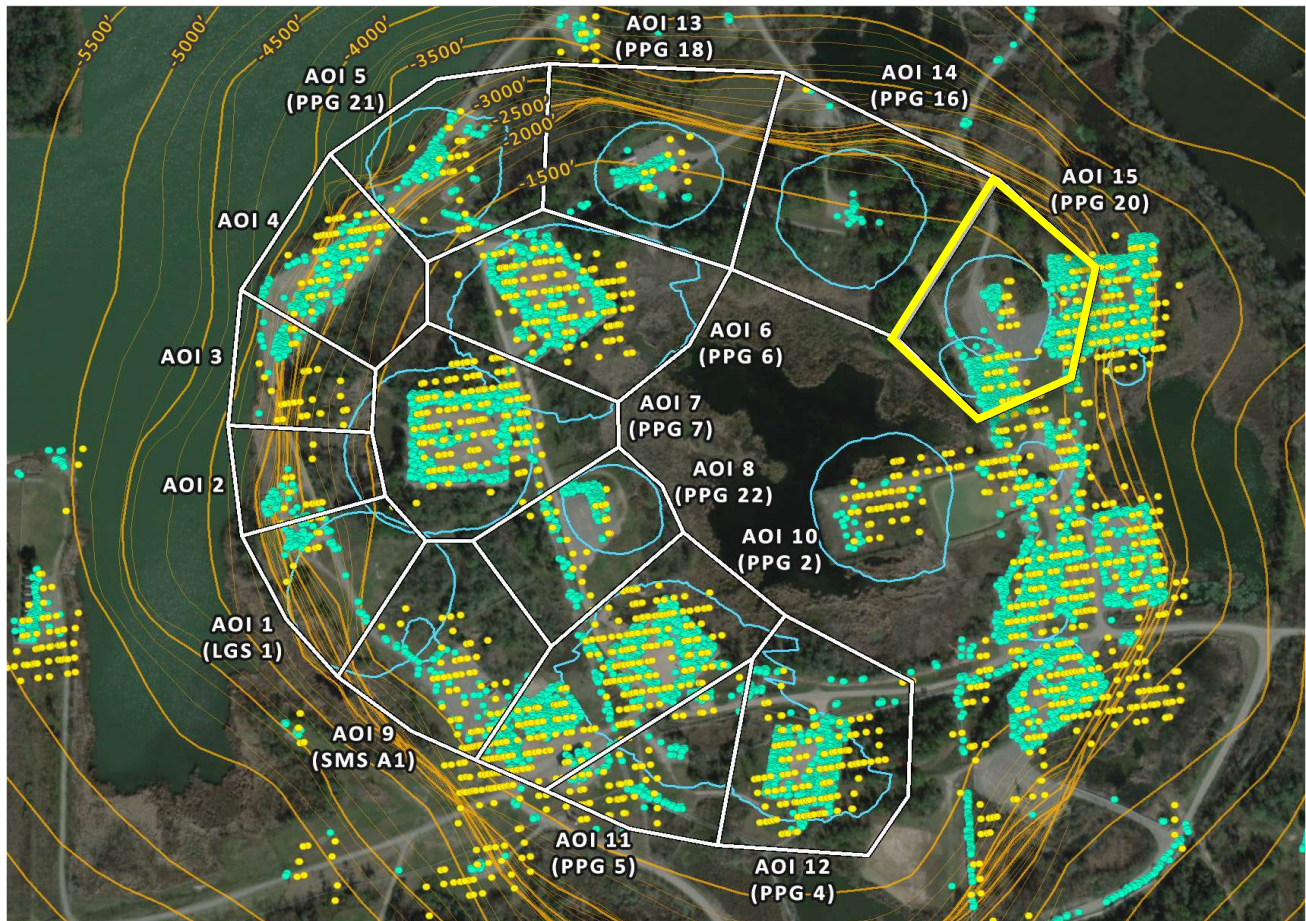 -5500'
-5000'
-4500'
-4000'
-3500'
-3000'
-2500'
-2000'
-1500'
AOI 13
(PPG 18)
AOI 5
(PPG 21)
AOI 14
(PPG 16)
AOI 15
(PPG 20)
AOI 4
AOI 3
AOI 6
(PPG 6)
AOI 7
(PPG 7)
AOI 2
AOI 8
(PPG 22)
AOI 10
(PPG 2)
AOI 1
(LGS 1)
AOI 9
(SMS A1)
AOI 11
(PPG 5)
AOI 12
(PPG 4)